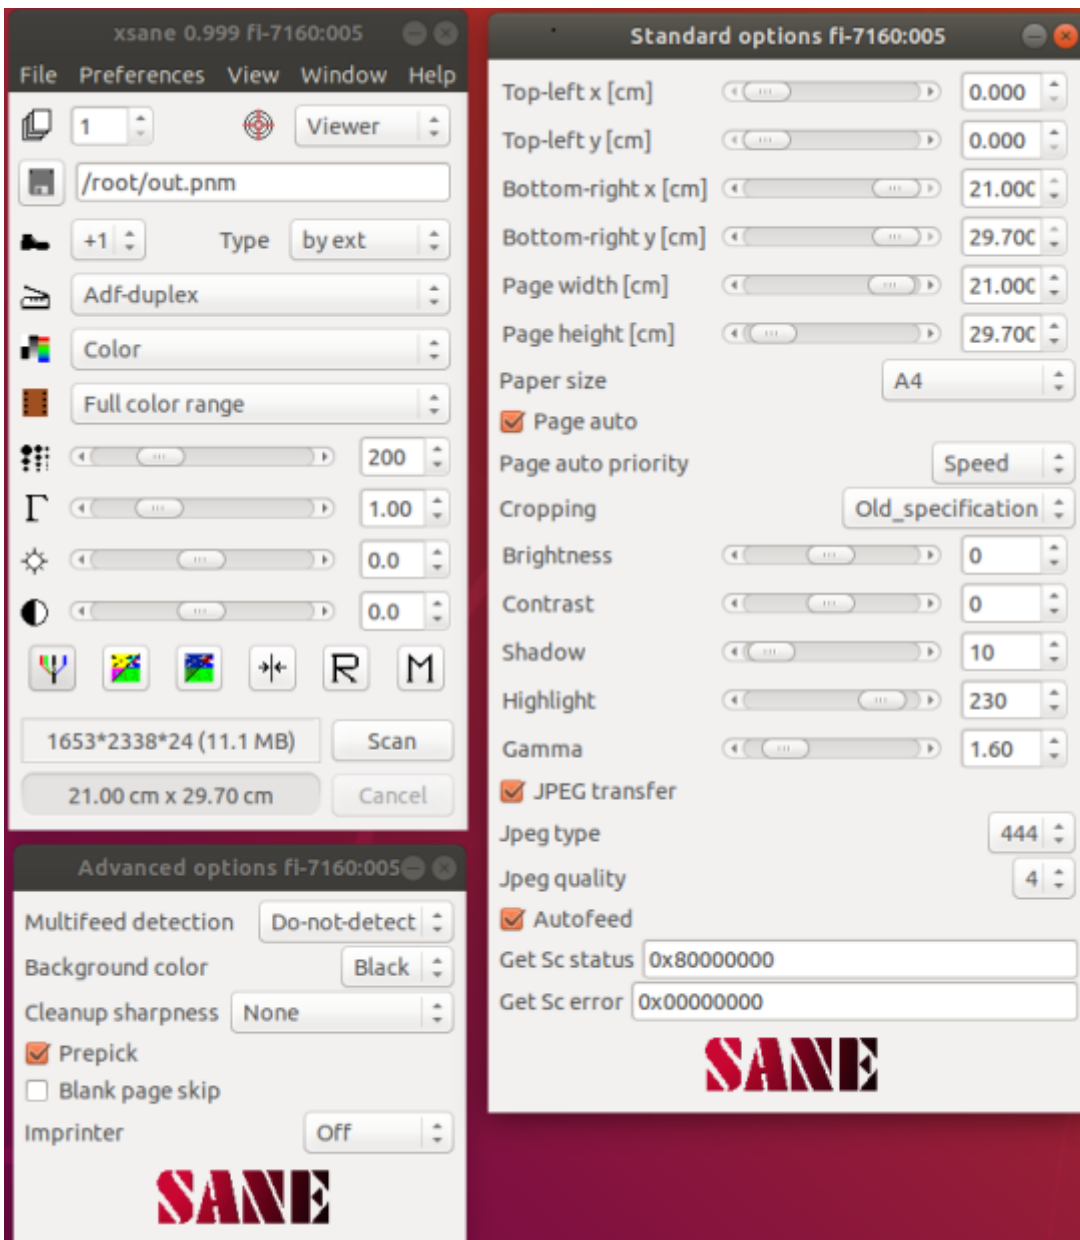 xsane 0.999 fi-7160:005
File Preferences View Window Help
1 Viewer
/root/out.pnm
+1 Type by ext
Adf-duplex
Color
Full color range
200
Γ 1.00
0.0
0.0
R M
1653*2338*24 (11.1 MB) Scan
21.00 cm x 29.70 cm Cancel
Advanced options fi-7160:005
Multifeed detection Do-not-detect
Background color Black
Cleanup sharpness None
Prepick
Blank page skip
Imprinter Off
SANE
Standard options fi-7160:005
Top-left x [cm] 0.000
Top-left y [cm] 0.000
Bottom-right x [cm] 21.000
Bottom-right y [cm] 29.700
Page width [cm] 21.000
Page height [cm] 29.700
Paper size A4
Page auto
Page auto priority Speed
Cropping Old_specification
Brightness 0
Contrast 0
Shadow 10
Highlight 230
Gamma 1.60
JPEG transfer
Jpeg type 444
Jpeg quality 4
Autofeed
Get Sc status 0x80000000
Get Sc error 0x00000000
SANE